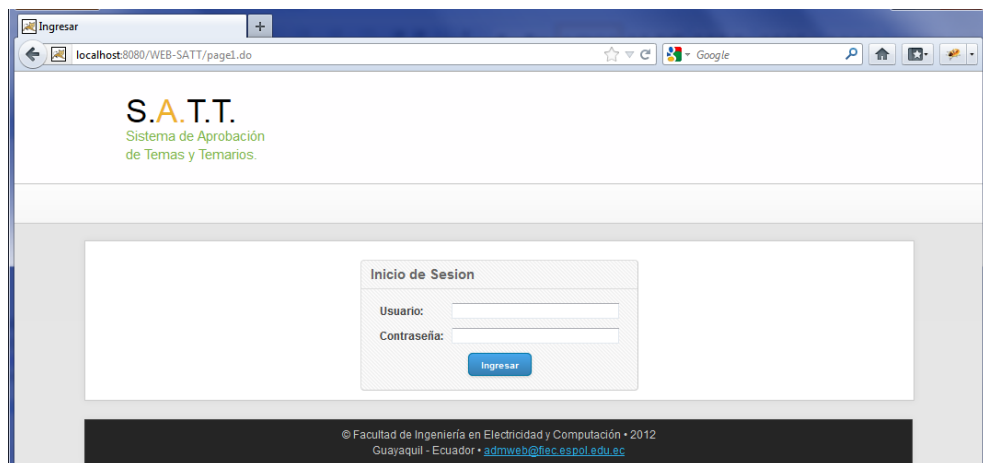 Ingresar
localhost:8080/WEB-SATT/page1.do
Google
S.A.T.T.
Sistema de Aprobación
de Temas y Temarios.
Inicio de Sesion
Usuario:
Contraseña:
Ingresar
© Facultad de Ingeniería en Electricidad y Computación • 2012
Guayaquil - Ecuador • admweb@fiec.espol.edu.ec